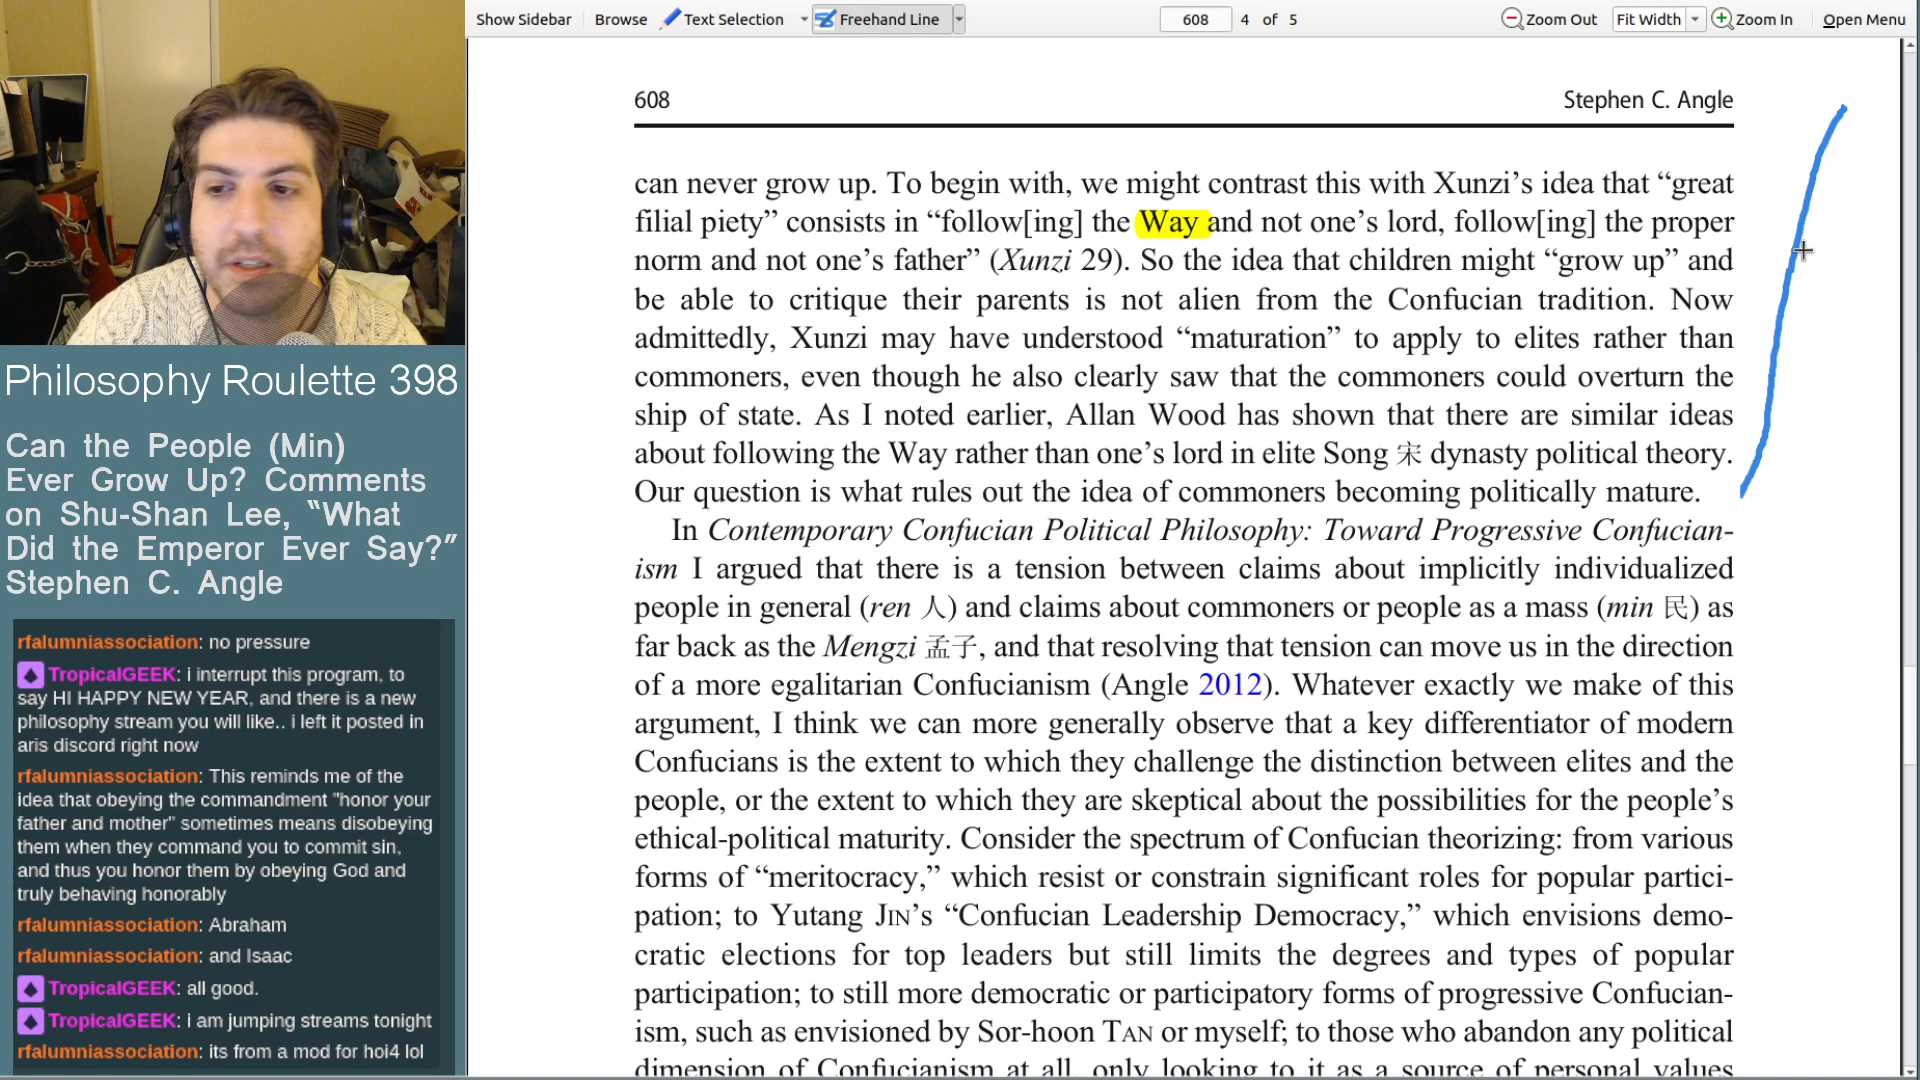 Show Sidebar Browse Text Selection Freehand Line 608 4 of 5 Zoom Out Fit Width Zoom In Open Menu
608 Stephen C. Angle
can never grow up. To begin with, we might contrast this with Xunzi’s idea that “great
filial piety” consists in “follow[ing] the Way and not one’s lord, follow[ing] the proper
norm and not one’s father” (Xunzi 29). So the idea that children might “grow up” and
be able to critique their parents is not alien from the Confucian tradition. Now
admittedly, Xunzi may have understood “maturation” to apply to elites rather than
commoners, even though he also clearly saw that the commoners could overturn the
ship of state. As I noted earlier, Allan Wood has shown that there are similar ideas
about following the Way rather than one’s lord in elite Song 宋 dynasty political theory.
Our question is what rules out the idea of commoners becoming politically mature.
In Contemporary Confucian Political Philosophy: Toward Progressive Confucian-
ism I argued that there is a tension between claims about implicitly individualized
people in general (ren 人) and claims about commoners or people as a mass (min 民) as
far back as the Mengzi 孟子, and that resolving that tension can move us in the direction
of a more egalitarian Confucianism (Angle 2012). Whatever exactly we make of this
argument, I think we can more generally observe that a key differentiator of modern
Confucians is the extent to which they challenge the distinction between elites and the
people, or the extent to which they are skeptical about the possibilities for the people’s
ethical-political maturity. Consider the spectrum of Confucian theorizing: from various
forms of “meritocracy,” which resist or constrain significant roles for popular partici-
pation; to Yutang JIN’s “Confucian Leadership Democracy,” which envisions demo-
cratic elections for top leaders but still limits the degrees and types of popular
participation; to still more democratic or participatory forms of progressive Confucian-
ism, such as envisioned by Sor-hoon TAN or myself; to those who abandon any political
dimension of Confucianism at all, only looking to it as a source of personal values
Philosophy Roulette 398
Can the People (Min)
Ever Grow Up? Comments
on Shu-Shan Lee, “What
Did the Emperor Ever Say?”
Stephen C. Angle
rfalumniassociation: no pressure
TropicalGEEK: i interrupt this program, to
say HI HAPPY NEW YEAR, and there is a new
philosophy stream you will like.. i left it posted in
aris discord right now
rfalumniassociation: This reminds me of the
idea that obeying the commandment "honor your
father and mother" sometimes means disobeying
them when they command you to commit sin,
and thus you honor them by obeying God and
truly behaving honorably
rfalumniassociation: Abraham
rfalumniassociation: and Isaac
TropicalGEEK: all good.
TropicalGEEK: i am jumping streams tonight
rfalumniassociation: its from a mod for hoi4 lol